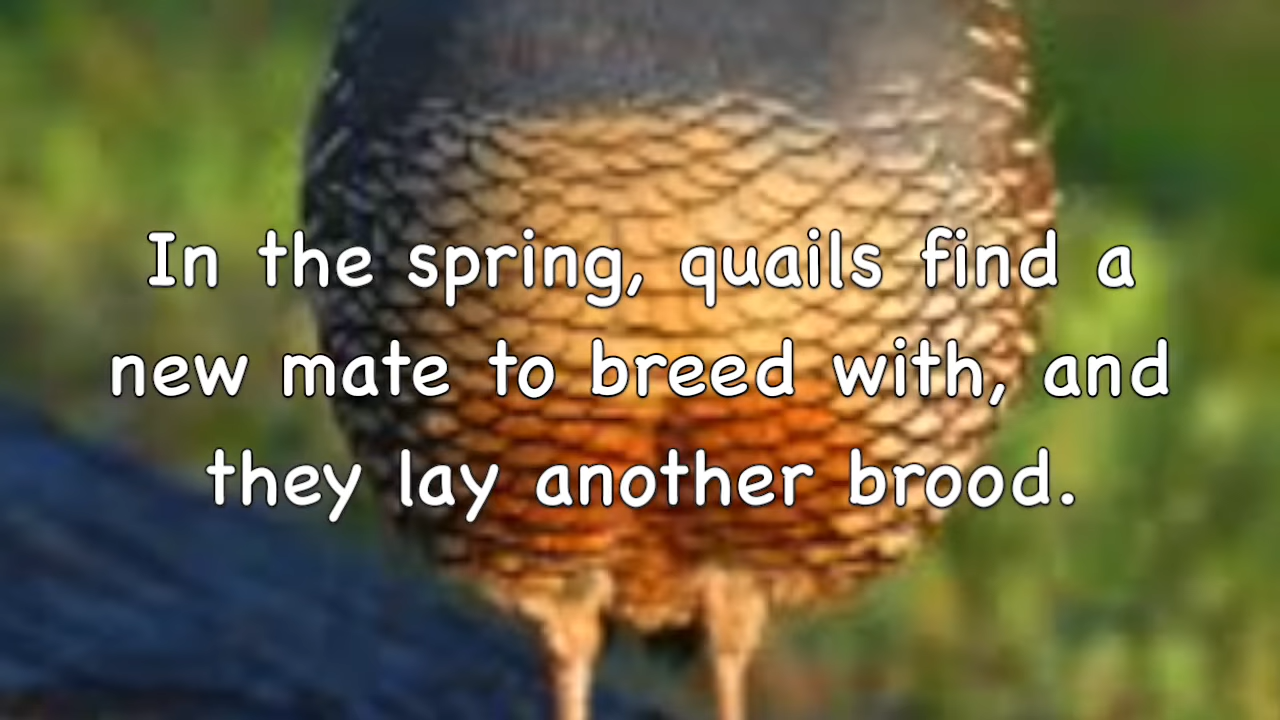 In the spring, quails find a
new mate to breed with, and
they lay another brood.